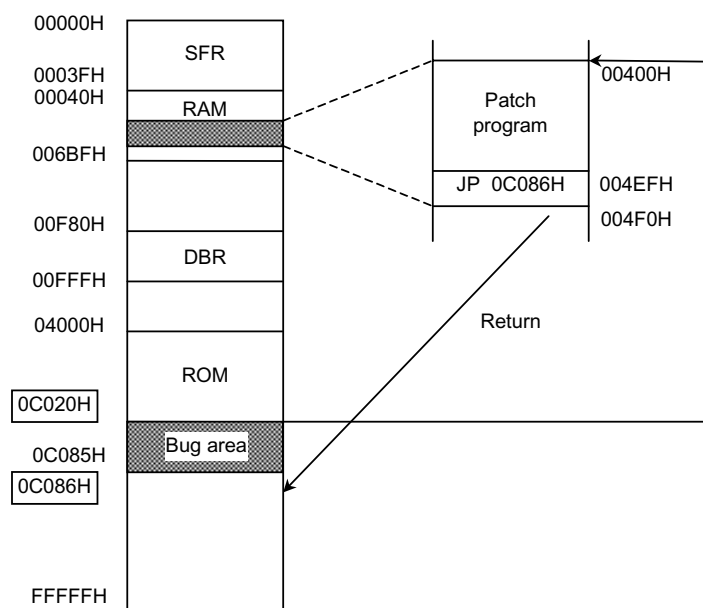 00000H
SFR
0003FH
00040H
RAM
006BFH
00F80H
DBR
00FFFH
04000H
ROM
0C020H
Bug area
0C085H
0C086H
FFFFFH
00400H
Patch
program
JP 0C086H
004EFH
004F0H
Return